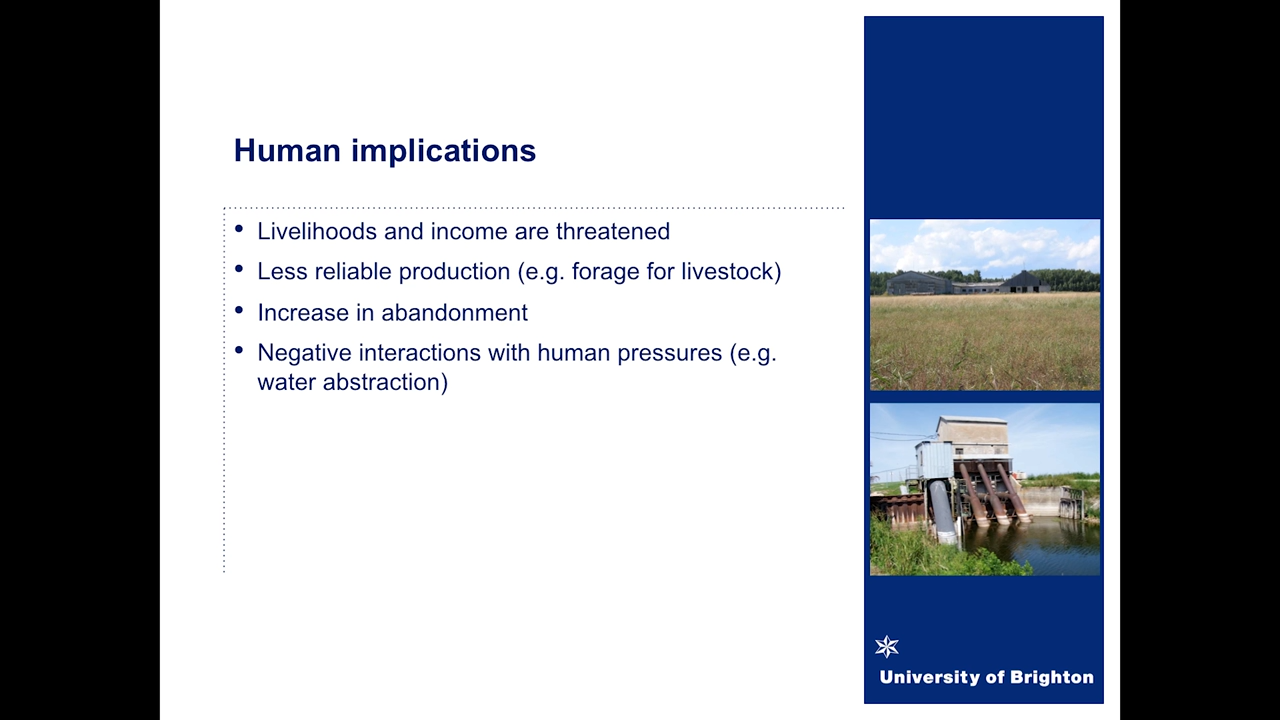 Human implications
• Livelihoods and income are threatened
• Less reliable production (e.g. forage for livestock)
• Increase in abandonment
• Negative interactions with human pressures (e.g.
water abstraction)
University of Brighton